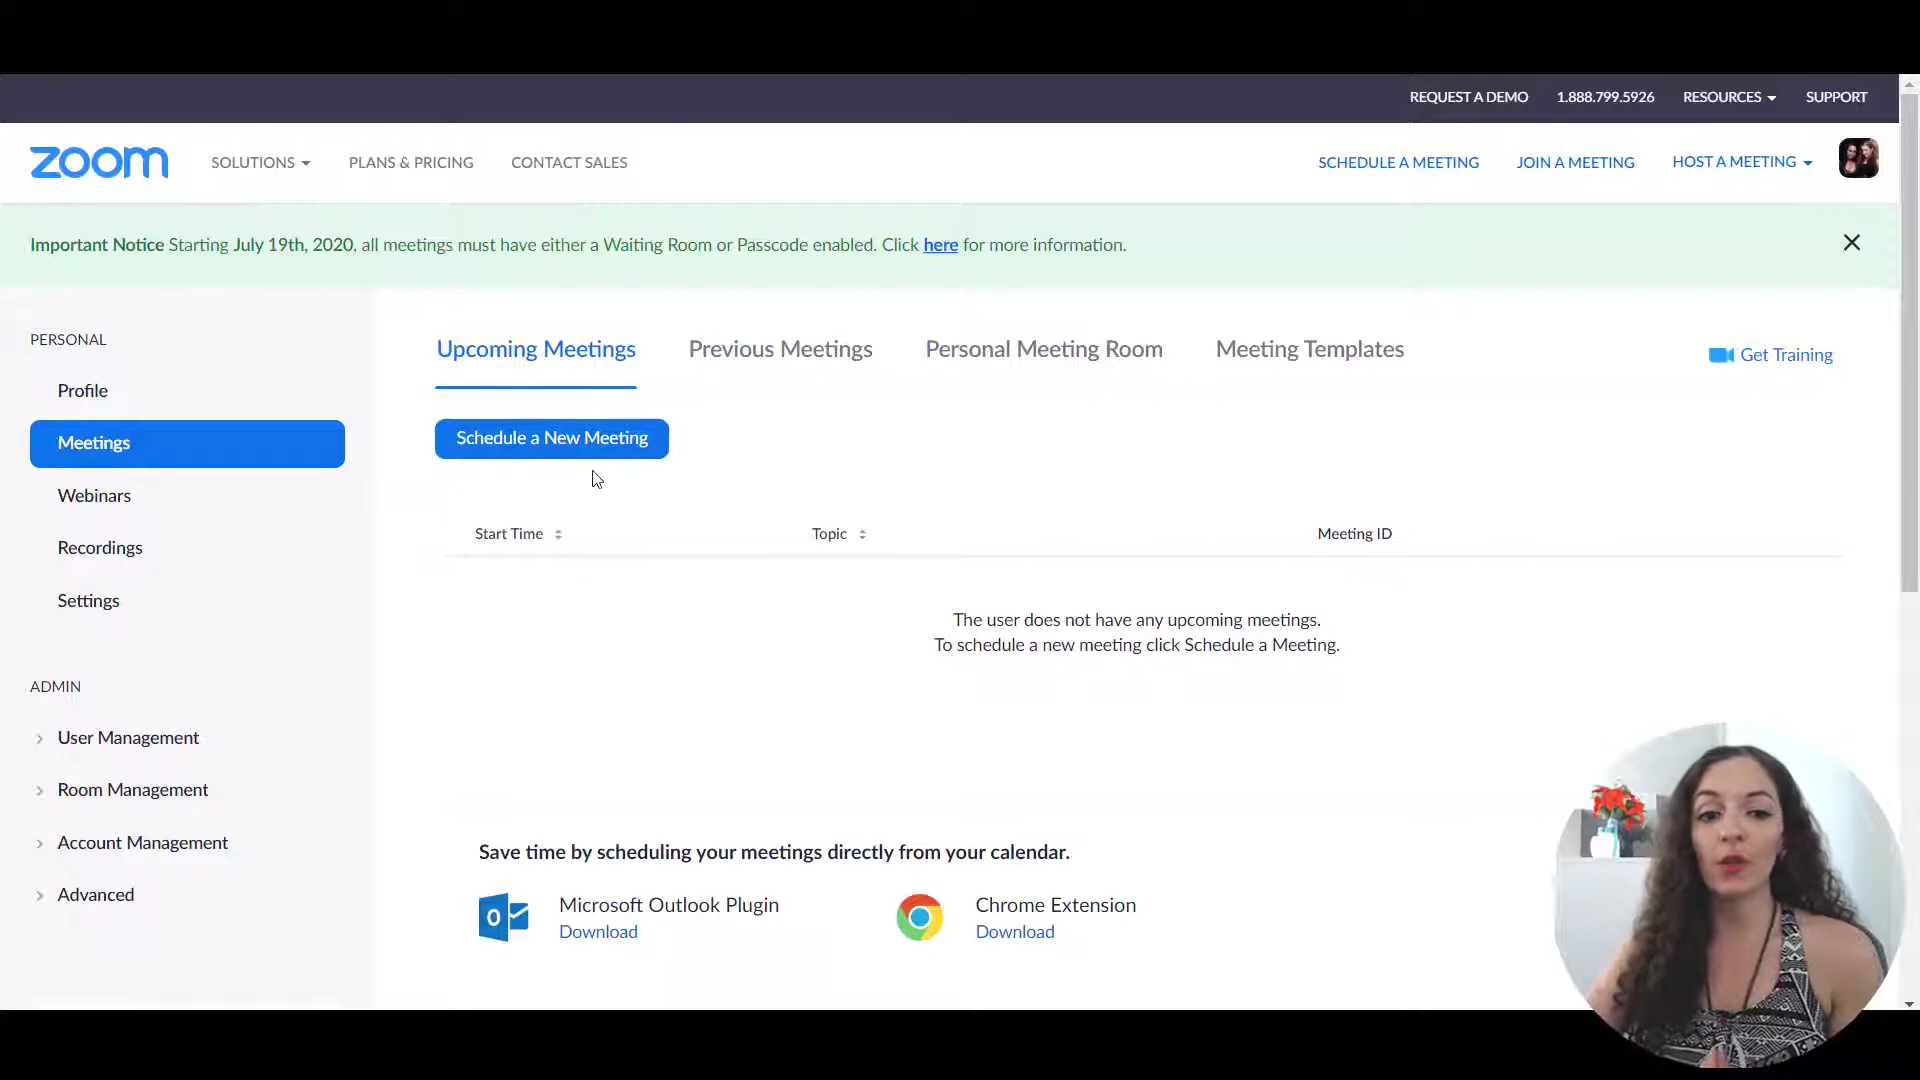 REQUEST A DEMO 1.888.799.5926 RESOURCES SUPPORT
zoom SOLUTIONS PLANS & PRICING CONTACT SALES SCHEDULE A MEETING JOIN A MEETING HOST A MEETING
Important Notice Starting July 19th, 2020, all meetings must have either a Waiting Room or Passcode enabled. Click here for more information.
PERSONAL
Profile
Meetings
Webinars
Recordings
Settings
ADMIN
User Management
Room Management
Account Management
Advanced
Upcoming Meetings Previous Meetings Personal Meeting Room Meeting Templates Get Training
Schedule a New Meeting
Start Time Topic Meeting ID
The user does not have any upcoming meetings.
To schedule a new meeting click Schedule a Meeting.
Save time by scheduling your meetings directly from your calendar.
Microsoft Outlook Plugin
Download
Chrome Extension
Download